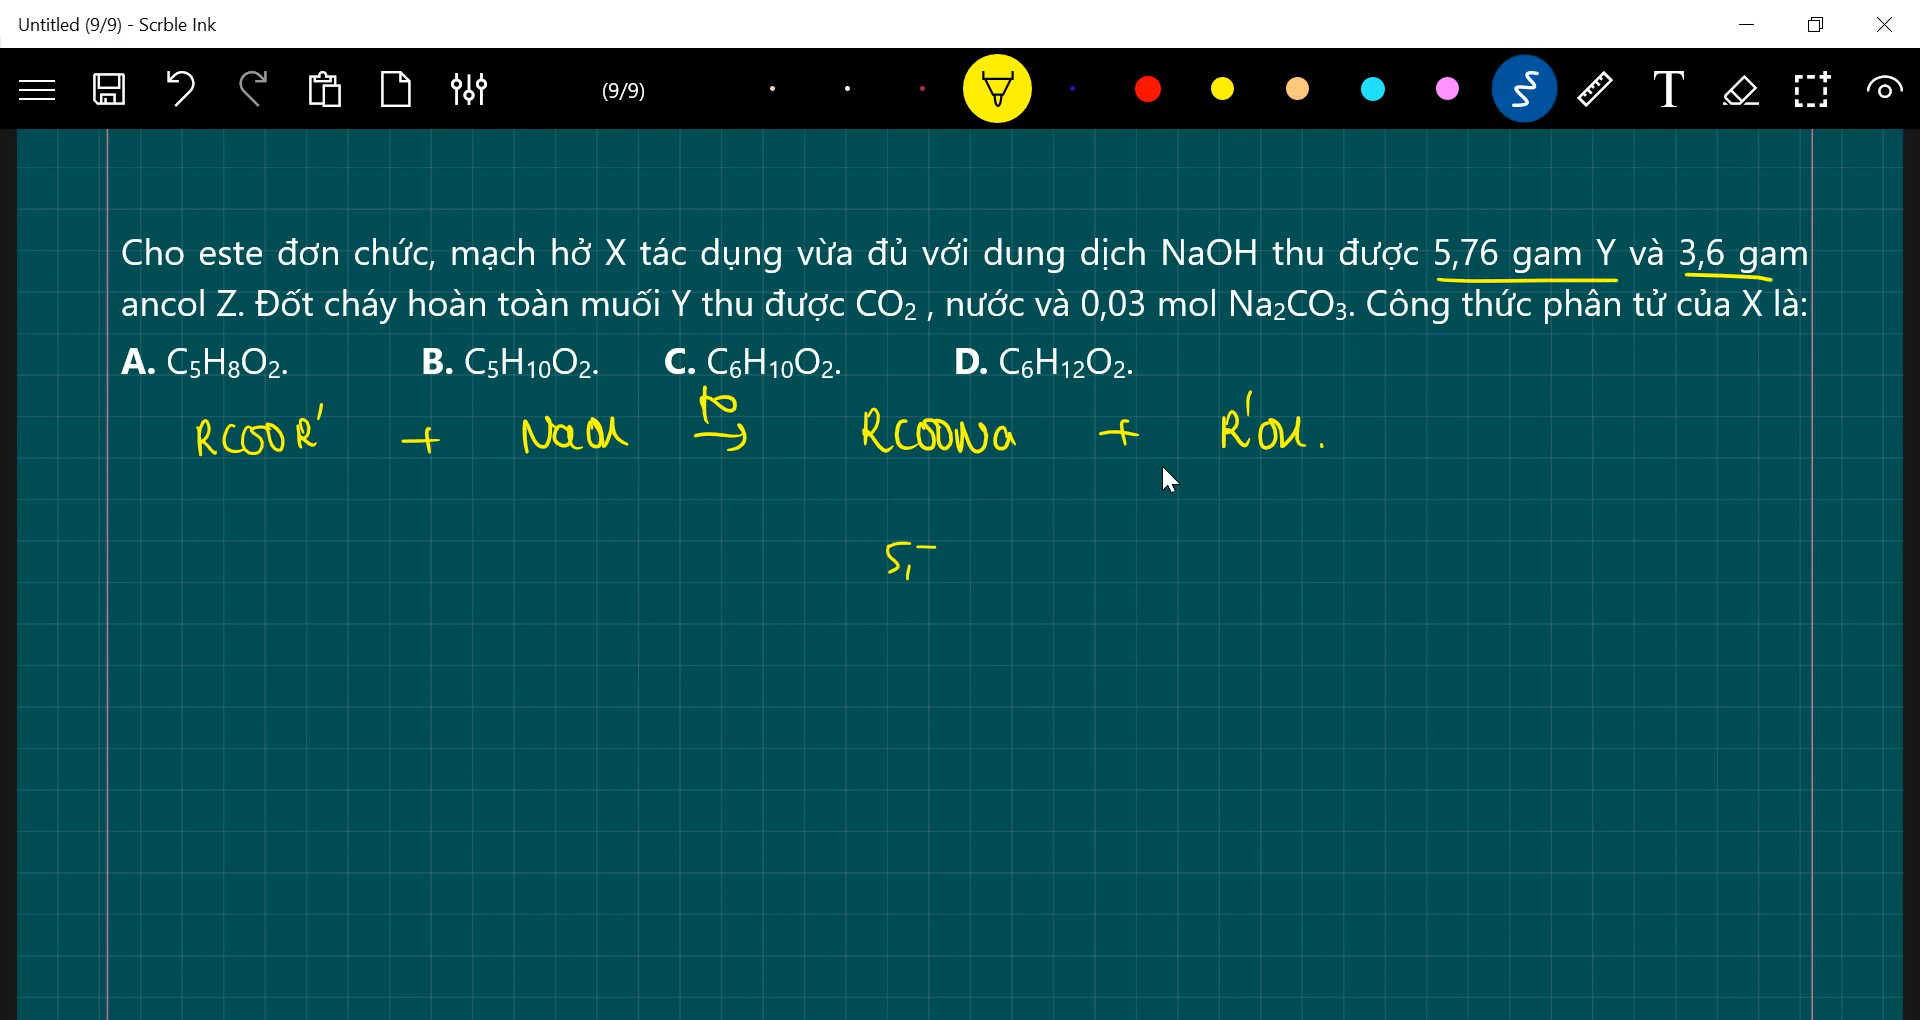 Untitled (9/9) - Scrble Ink
(9/9)
T
Cho este đơn chức, mạch hở X tác dụng vừa đủ với dung dịch NaOH thu được 5,76 gam Y và 3,6 gam
ancol Z. Đốt cháy hoàn toàn muối Y thu được CO₂ , nước và 0,03 mol Na₂CO₃. Công thức phân tử của X là:
A. C₅H₈O₂. B. C₅H₁₀O₂. C. C₆H₁₀O₂. D. C₆H₁₂O₂.
RCOOR' + NaOH t° → RCOONa + R'OH.
5,